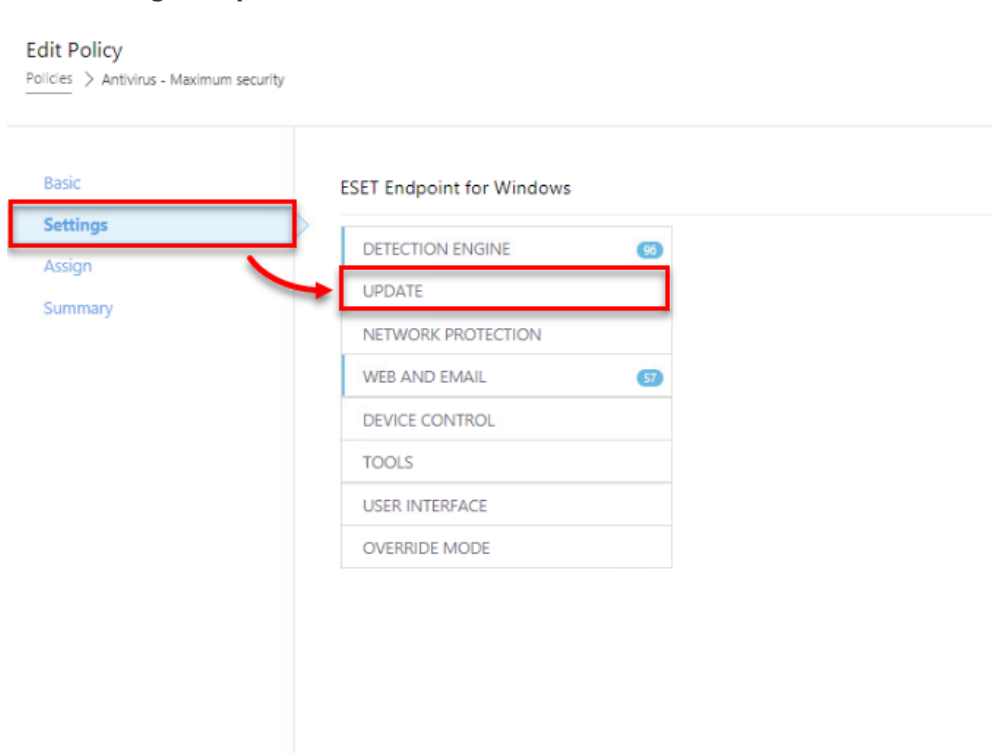 Edit Policy
Policies > Antivirus - Maximum security
Basic
Settings
Assign
Summary
ESET Endpoint for Windows
DETECTION ENGINE 96
UPDATE
NETWORK PROTECTION
WEB AND EMAIL 57
DEVICE CONTROL
TOOLS
USER INTERFACE
OVERRIDE MODE